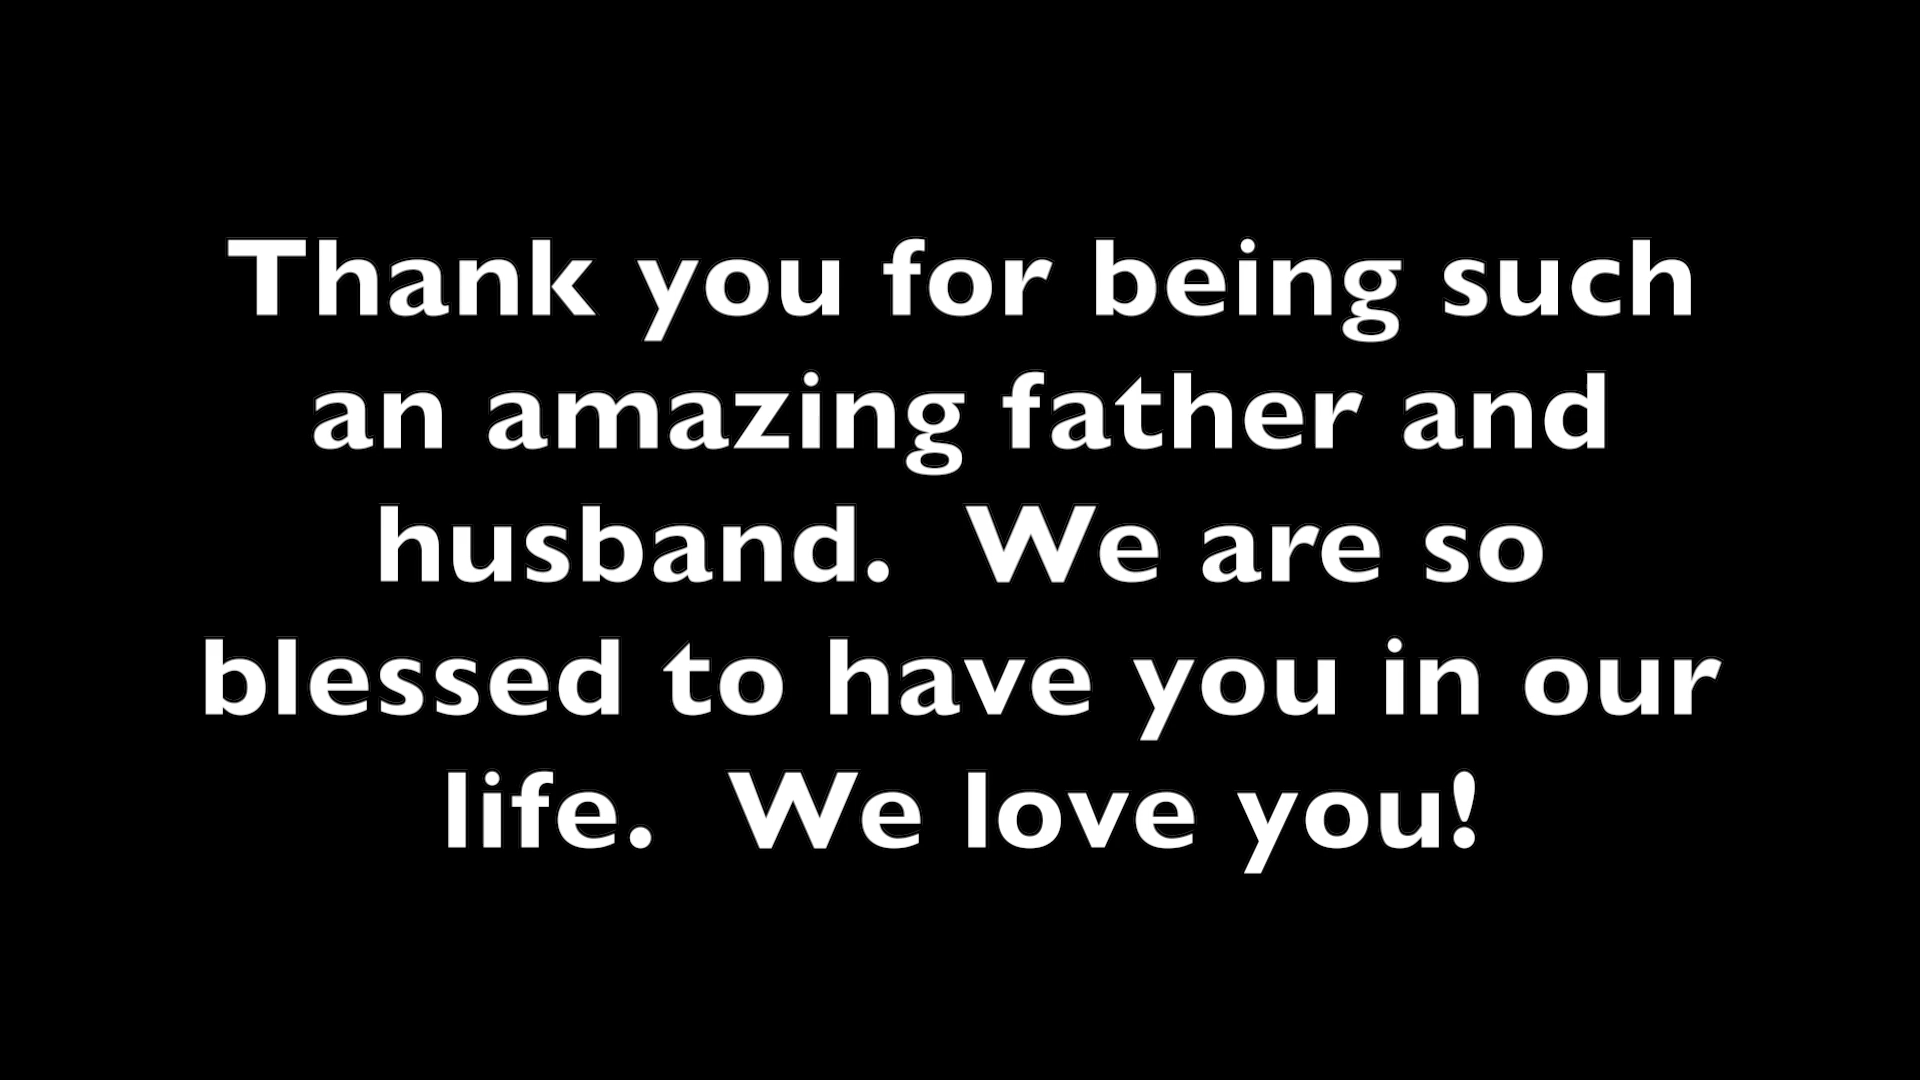 Thank you for being such
an amazing father and
husband.  We are so
blessed to have you in our
life.  We love you!